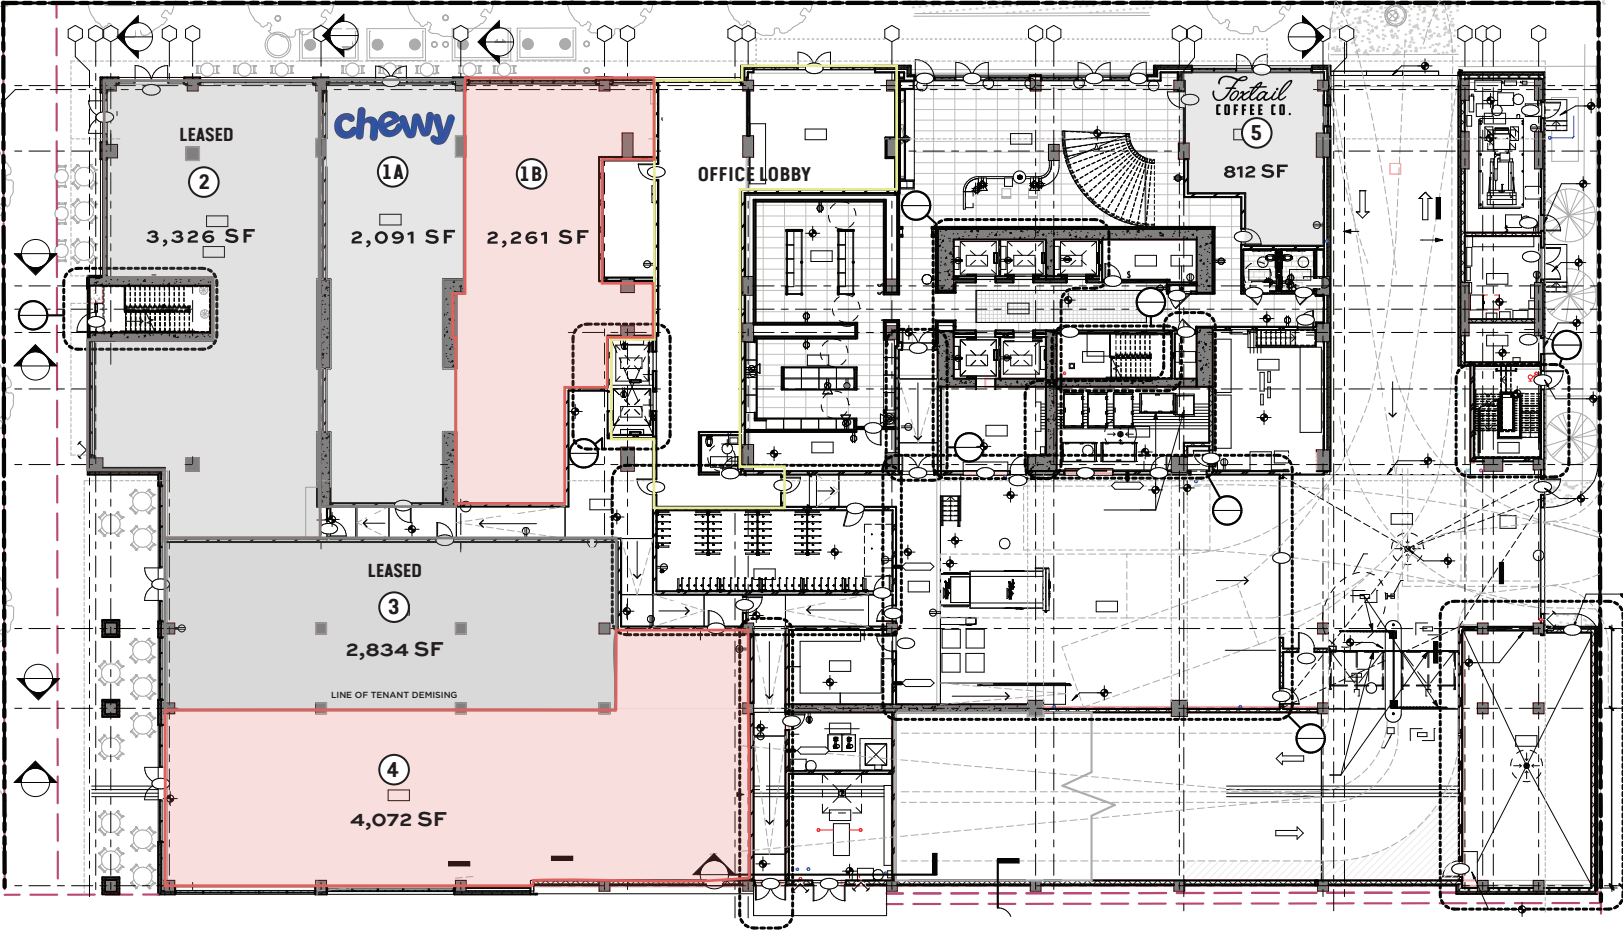 LEASED
2
3,326 SF
chewy
1A
2,091 SF
1B
2,261 SF
OFFICE LOBBY
Foxtail
COFFEE CO.
5
812 SF
LEASED
3
2,834 SF
LINE OF TENANT DEMISING
4
4,072 SF